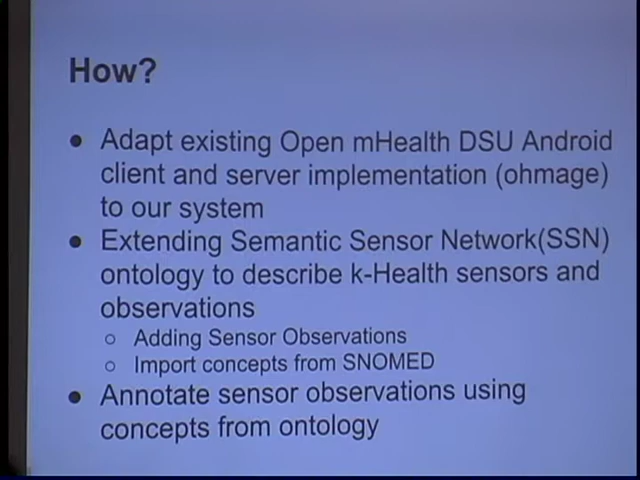 How?
● Adapt existing Open mHealth DSU Android
client and server implementation (ohmage)
to our system
● Extending Semantic Sensor Network(SSN)
ontology to describe k-Health sensors and
observations
○ Adding Sensor Observations
○ Import concepts from SNOMED
● Annotate sensor observations using
concepts from ontology